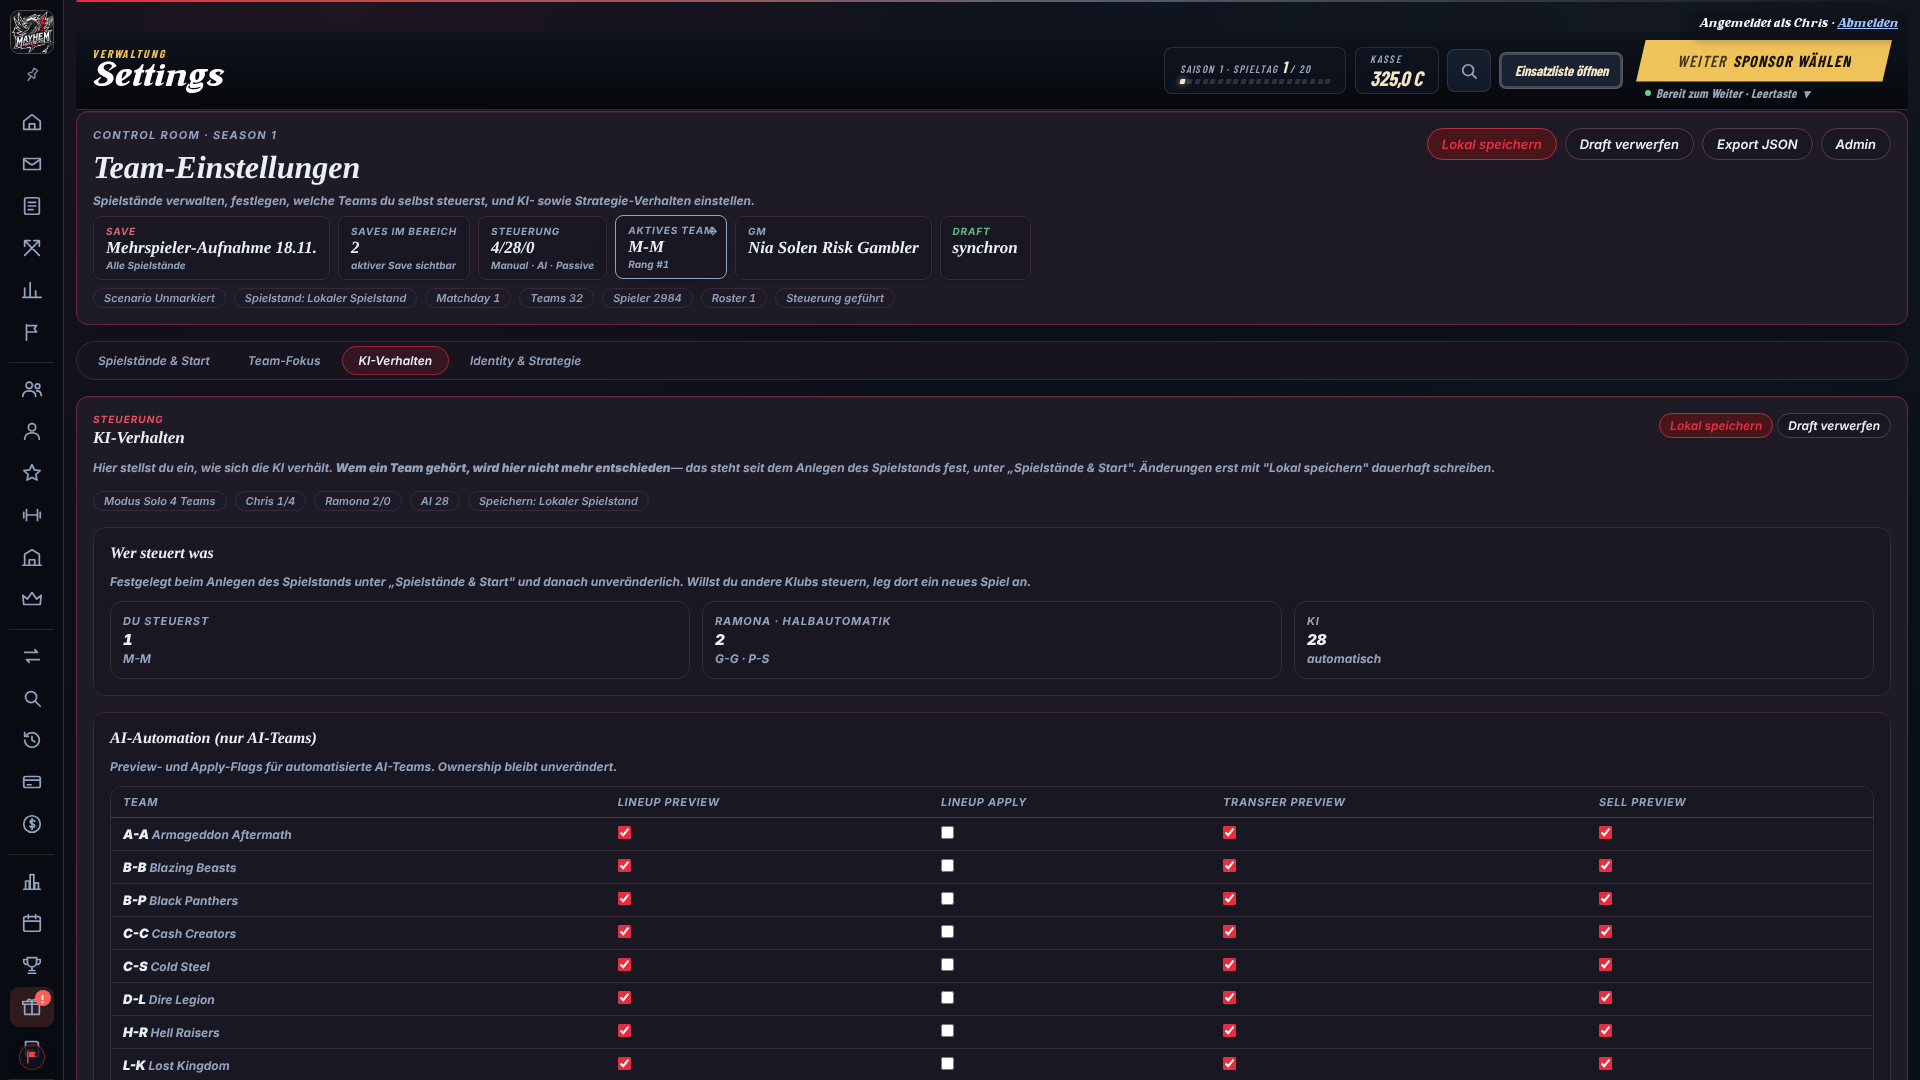 MAYHEM
Angemeldet als Chris · Abmelden
VERWALTUNG
Settings
SAISON 1 · SPIELTAG 1 / 20
KASSE
325,0 C
Einsatzliste öffnen
WEITER SPONSOR WÄHLEN
Bereit zum Weiter · Leertaste ▼
CONTROL ROOM · SEASON 1
Team-Einstellungen
Spielstände verwalten, festlegen, welche Teams du selbst steuerst, und KI- sowie Strategie-Verhalten einstellen.
Lokal speichern
Draft verwerfen
Export JSON
Admin
SAVE
Mehrspieler-Aufnahme 18.11.
Alle Spielstände
SAVES IM BEREICH
2
aktiver Save sichtbar
STEUERUNG
4/28/0
Manual · AI · Passive
AKTIVES TEAM
M-M
Rang #1
GM
Nia Solen Risk Gambler
DRAFT
synchron
Scenario Unmarkiert
Spielstand: Lokaler Spielstand
Matchday 1
Teams 32
Spieler 2984
Roster 1
Steuerung geführt
Spielstände & Start
Team-Fokus
KI-Verhalten
Identity & Strategie
STEUERUNG
KI-Verhalten
Lokal speichern
Draft verwerfen
Hier stellst du ein, wie sich die KI verhält. Wem ein Team gehört, wird hier nicht mehr entschieden— das steht seit dem Anlegen des Spielstands fest, unter „Spielstände & Start". Änderungen erst mit "Lokal speichern" dauerhaft schreiben.
Modus Solo 4 Teams
Chris 1/4
Ramona 2/0
AI 28
Speichern: Lokaler Spielstand
Wer steuert was
Festgelegt beim Anlegen des Spielstands unter „Spielstände & Start" und danach unveränderlich. Willst du andere Klubs steuern, leg dort ein neues Spiel an.
DU STEUERST
1
M-M
RAMONA · HALBAUTOMATIK
2
G-G · P-S
KI
28
automatisch
AI-Automation (nur AI-Teams)
Preview- und Apply-Flags für automatisierte AI-Teams. Ownership bleibt unverändert.
TEAM LINEUP PREVIEW LINEUP APPLY TRANSFER PREVIEW SELL PREVIEW
A-A Armageddon Aftermath
B-B Blazing Beasts
B-P Black Panthers
C-C Cash Creators
C-S Cold Steel
D-L Dire Legion
H-R Hell Raisers
L-K Lost Kingdom